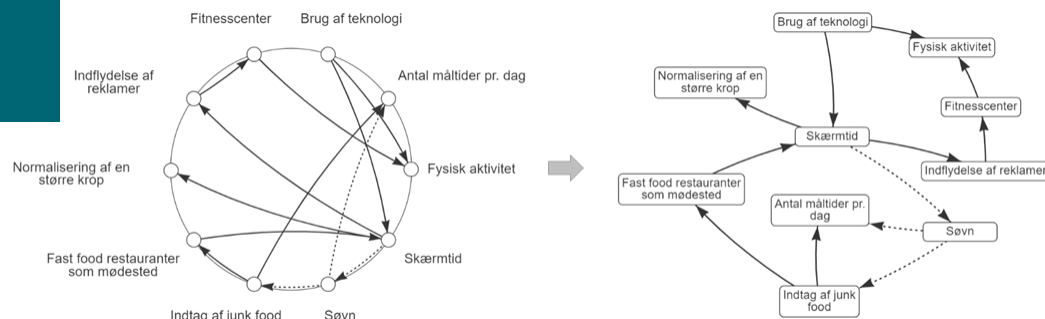 Fitnesscenter
Brug af teknologi
Indflydelse af
reklamer
Antal måltider pr. dag
Normalisering af en
større krop
Fysisk aktivitet
Fast food restauranter
som mødested
Skærmtid
Indtag af junk food
Søvn
Brug af teknologi
Fysisk aktivitet
Normalisering af en
større krop
Fitnesscenter
Skærmtid
Indflydelse af reklamer
Fast food restauranter
som mødested
Antal måltider pr.
dag
Søvn
Indtag af junk
food